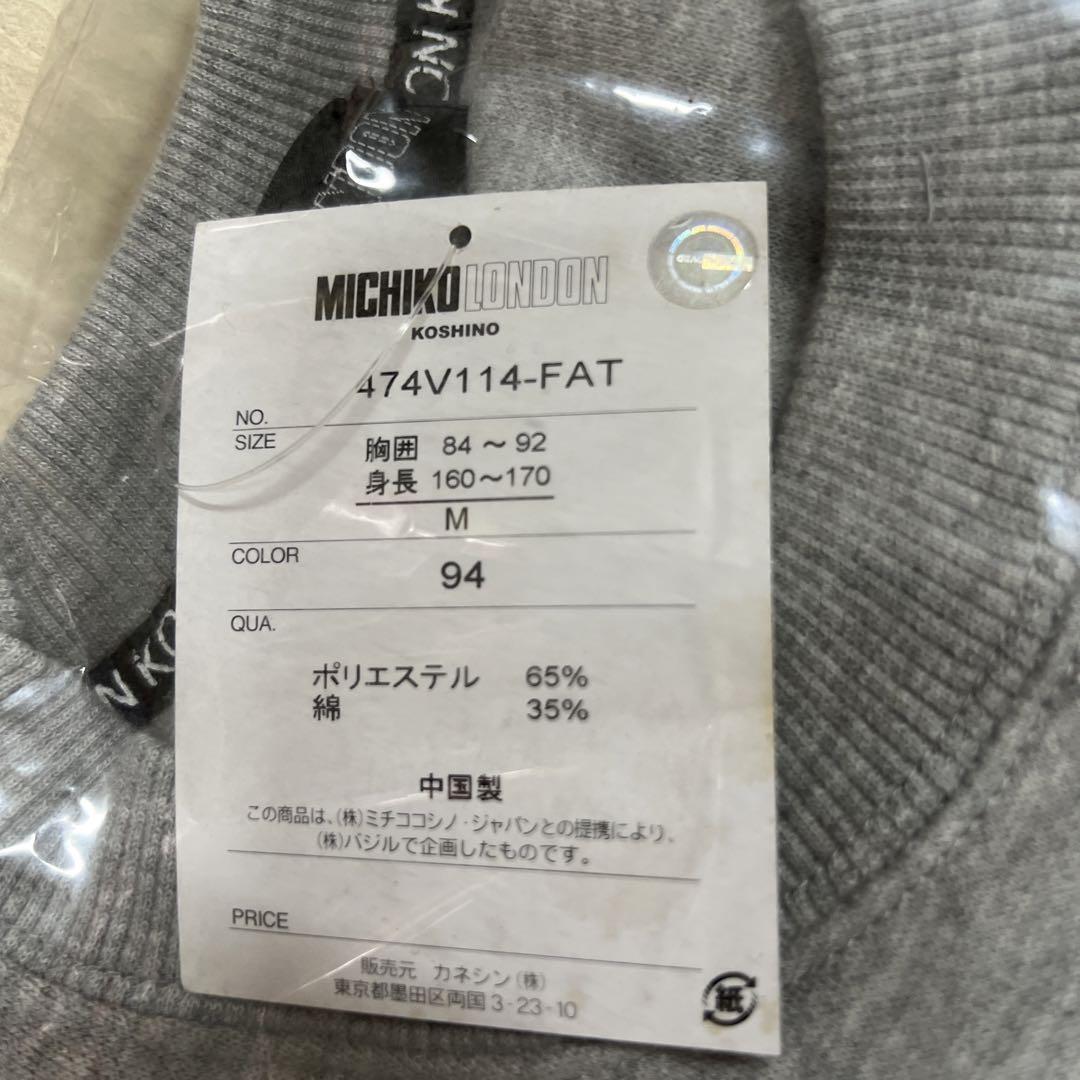 MICHIKO LONDON
KOSHINO
474V114-FAT
NO.
SIZE
胸囲 84～92
身長 160～170
M
COLOR
94
QUA.
ポリエステル 65%
綿 35%
中国製
この商品は、(株)ミチココシノ・ジャパンとの提携により、
(株)バジルで企画したものです。
PRICE
販売元 カネシン(株)
東京都墨田区両国3-23-10
紙
N KO